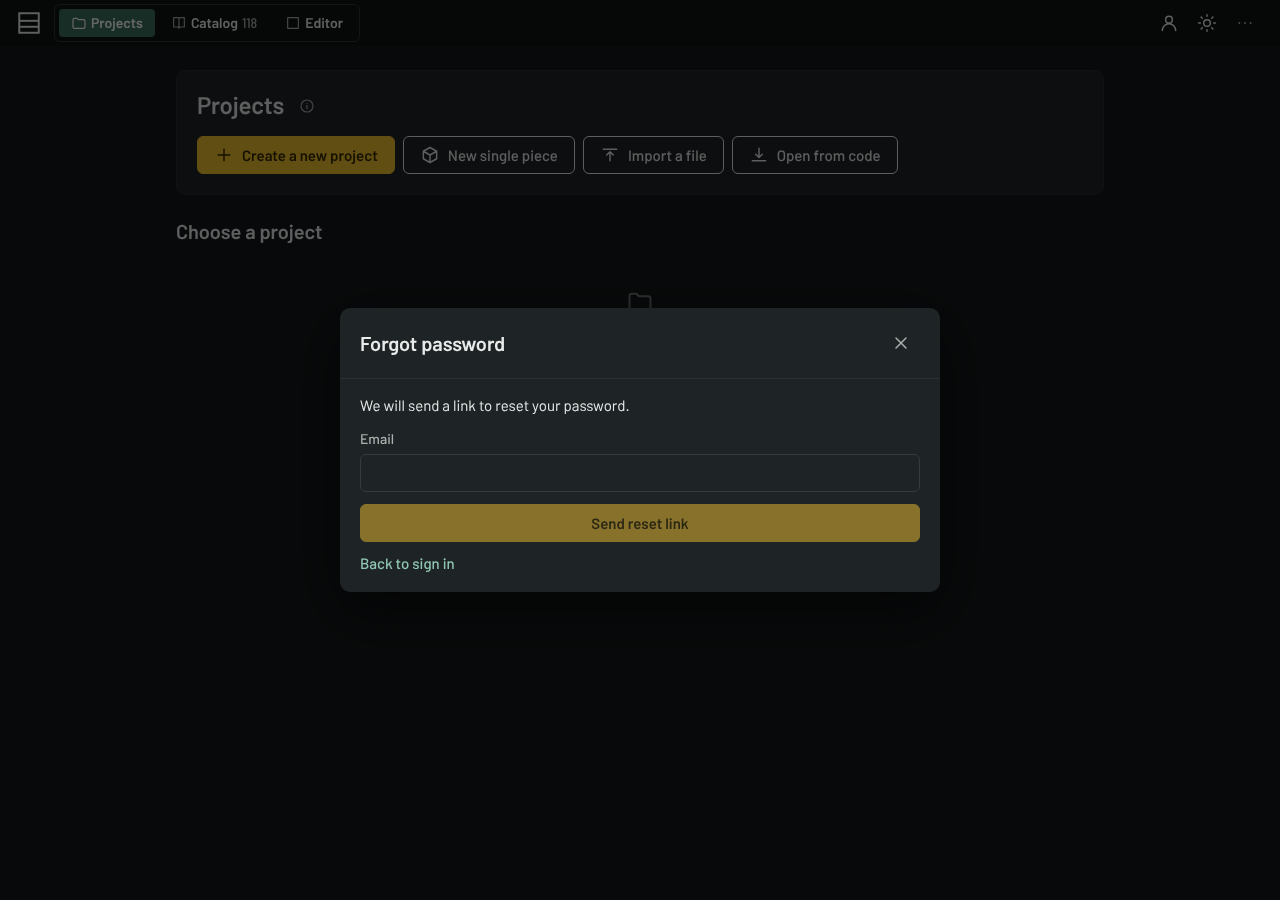 Projects
Catalog 118
Editor
Projects
Create a new project
New single piece
Import a file
Open from code
Choose a project
Forgot password
We will send a link to reset your password.
Email
Send reset link
Back to sign in